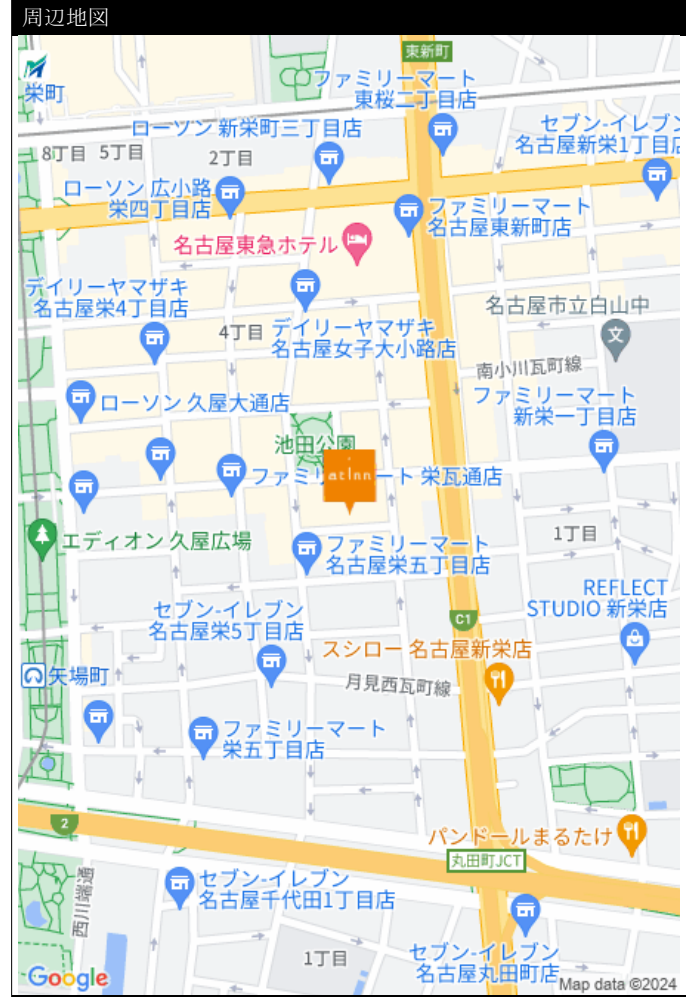 周辺地図
東新町
ファミリーマート
東桜二丁目店
栄町
ローソン 新栄町三丁目店
セブン-イレブン
名古屋新栄1丁目店
8丁目
5丁目
2丁目
ローソン 広小路
栄四丁目店
ファミリーマート
名古屋東新町店
名古屋東急ホテル
デイリーヤマザキ
名古屋栄4丁目店
名古屋市立白山中
文
4丁目
デイリーヤマザキ
名古屋女子大小路店
南小川瓦町線
ファミリーマート
新栄一丁目店
ローソン 久屋大通店
池田公園
at inn
ファミリーマート 栄瓦通店
エディオン 久屋広場
1丁目
ファミリーマート
名古屋栄五丁目店
REFLECT
STUDIO 新栄店
セブン-イレブン
名古屋栄5丁目店
C1
スシロー 名古屋新栄店
矢場町
月見西瓦町線
ファミリーマート
栄五丁目店
2
パンドールまるたけ
丸田町JCT
西川端通
セブン-イレブン
名古屋千代田1丁目店
1丁目
セブン-イレブン
名古屋丸田町店
Google
Map data ©2024